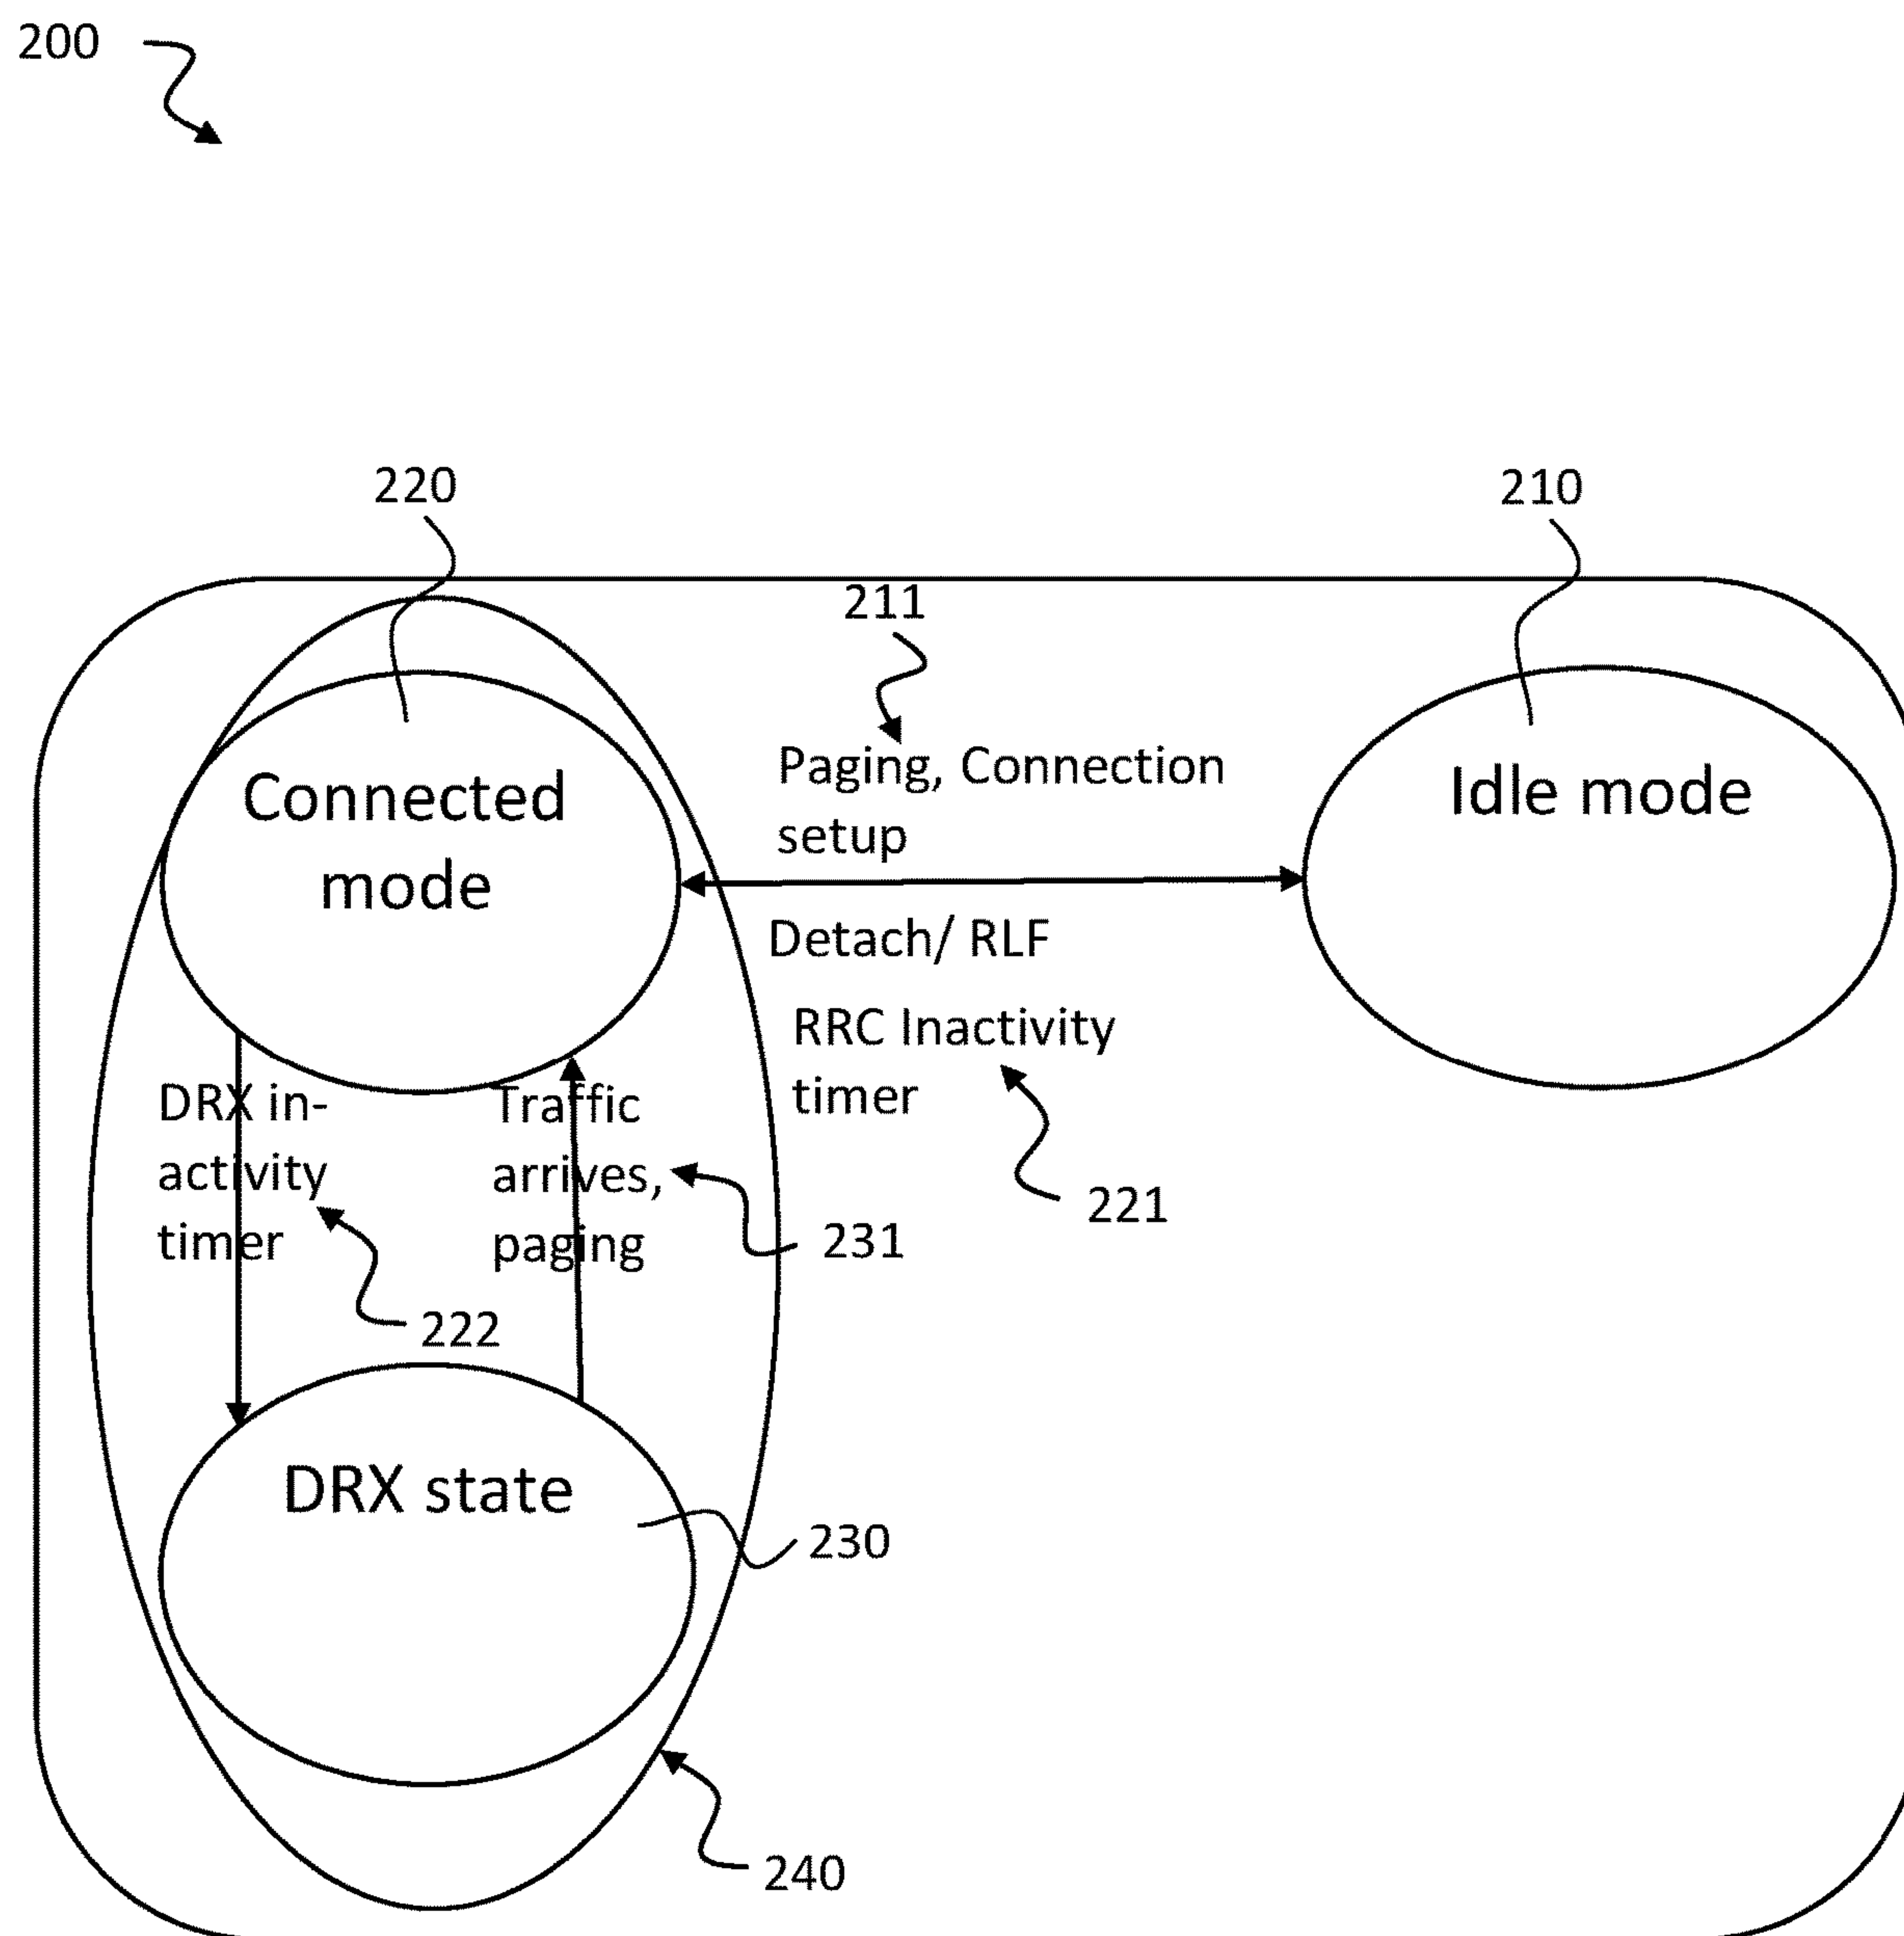 200
220
210
211
Paging, Connection
setup
Connected
mode
Idle mode
Detach/ RLF
RRC Inactivity
timer
221
DRX in-
activity
timer
222
Traffic
arrives,
paging
231
DRX state
230
240